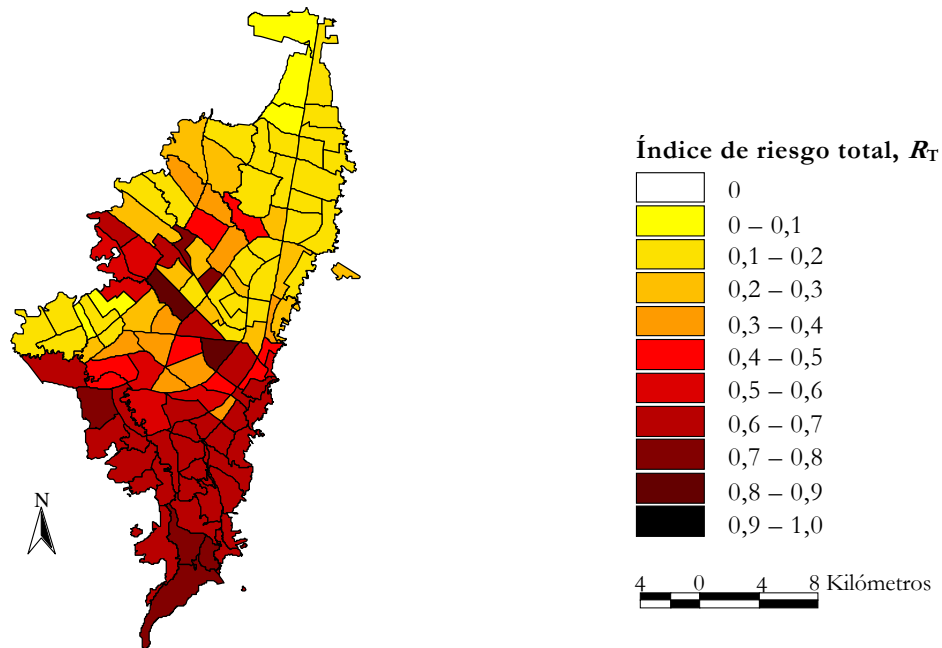 Índice de riesgo total, RT
0
0 – 0,1
0,1 – 0,2
0,2 – 0,3
0,3 – 0,4
0,4 – 0,5
0,5 – 0,6
0,6 – 0,7
0,7 – 0,8
0,8 – 0,9
0,9 – 1,0
N
4 0 4 8 Kilómetros